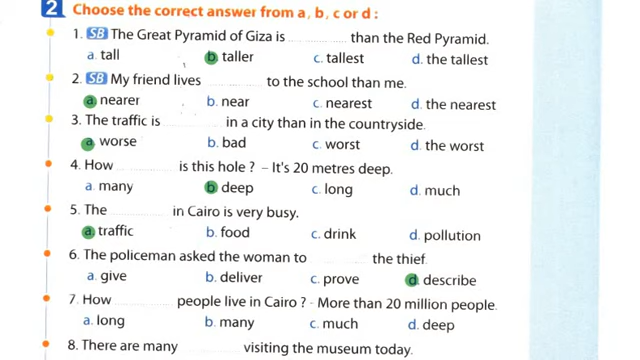 2 Choose the correct answer from a, b, c or d :
1. SB The Great Pyramid of Giza is ............ than the Red Pyramid.
a. tall b taller c. tallest d. the tallest
2. SB My friend lives ............ to the school than me.
a. nearer b. near c. nearest d. the nearest
3. The traffic is ............ in a city than in the countryside.
a worse b. bad c. worst d. the worst
4. How ............ is this hole ? – It's 20 metres deep.
a. many b deep c. long d. much
5. The ............ in Cairo is very busy.
a. traffic b. food c. drink d. pollution
6. The policeman asked the woman to ............ the thief.
a. give b. deliver c. prove d. describe
7. How ............ people live in Cairo ? - More than 20 million people.
a. long b. many c. much d. deep
8. There are many ............ visiting the museum today.